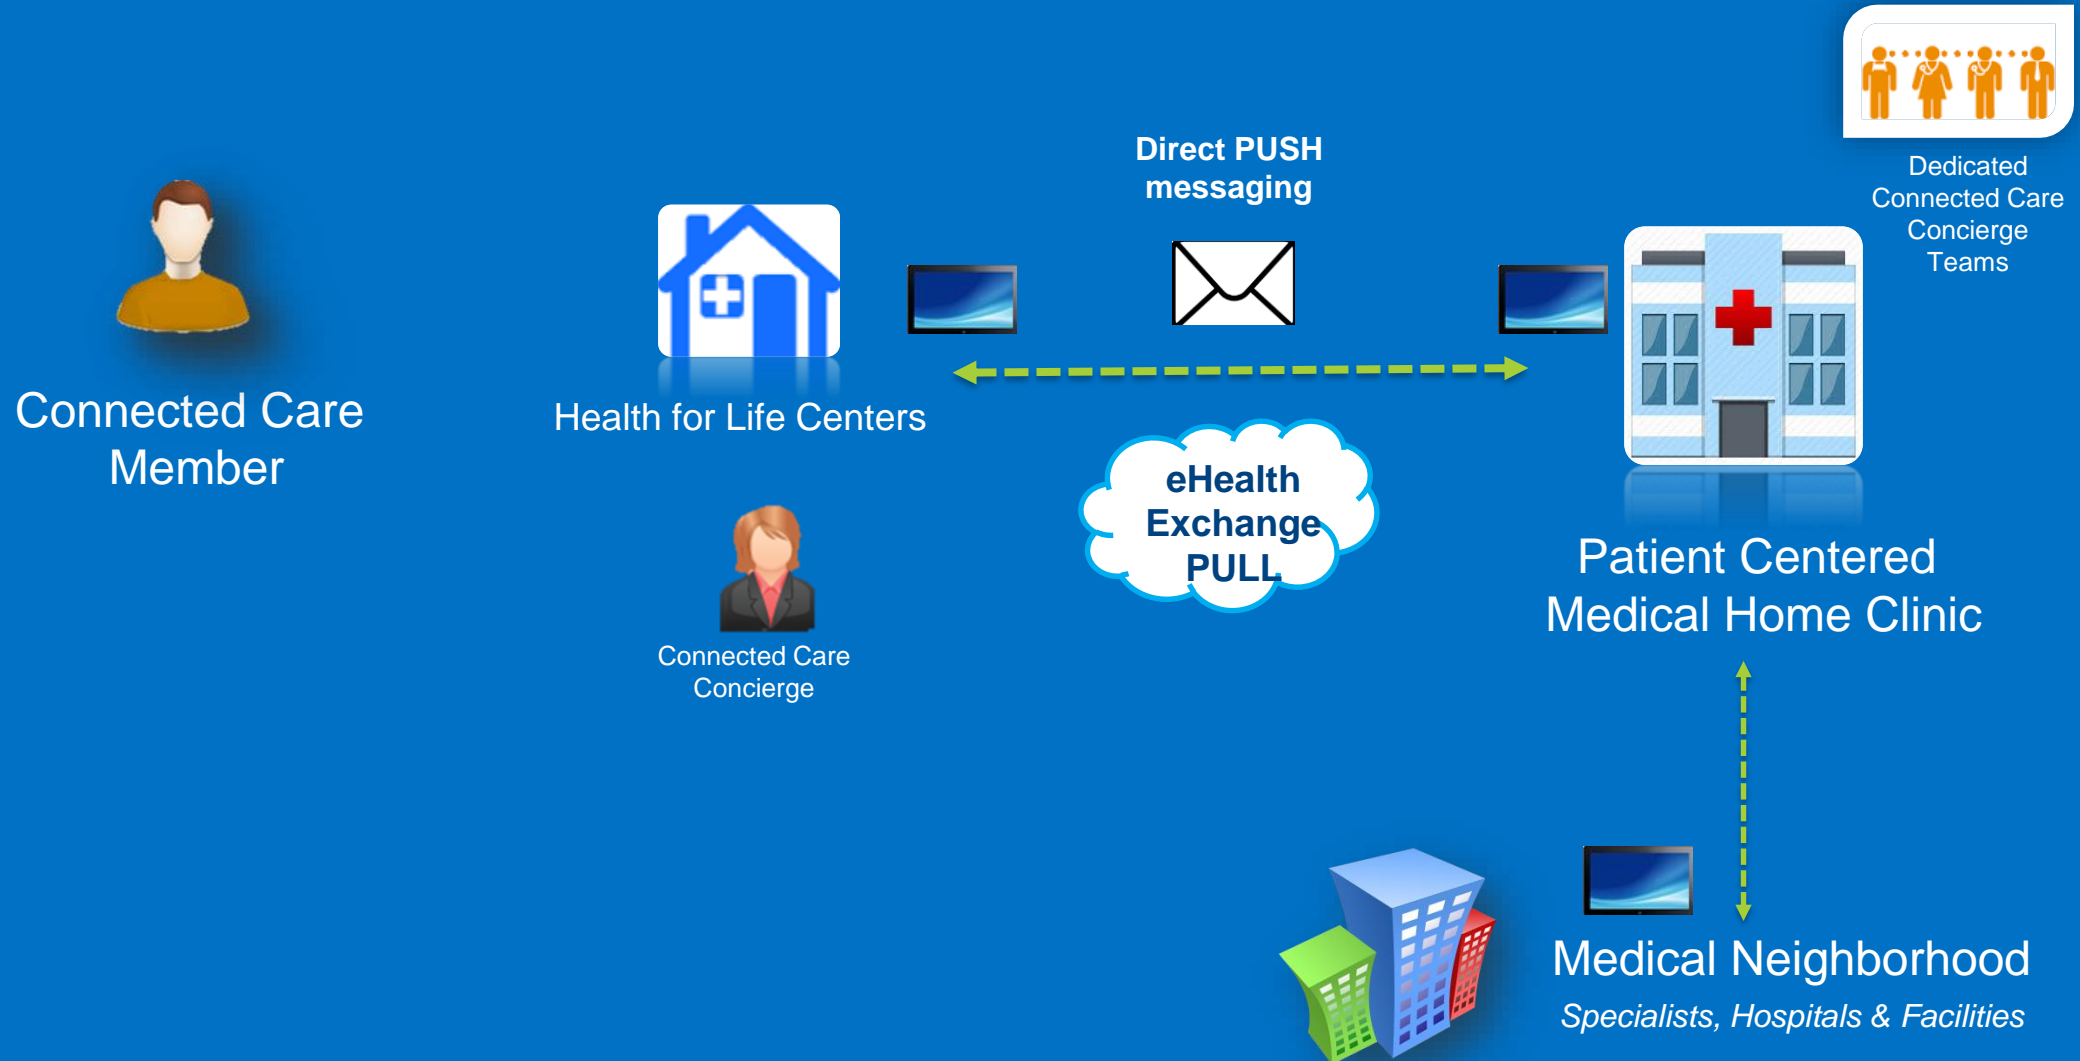 Connected Care
Member
Health for Life Centers
Connected Care
Concierge
Direct PUSH
messaging
eHealth
Exchange
PULL
Dedicated
Connected Care
Concierge
Teams
Patient Centered
Medical Home Clinic
Medical Neighborhood
Specialists, Hospitals & Facilities